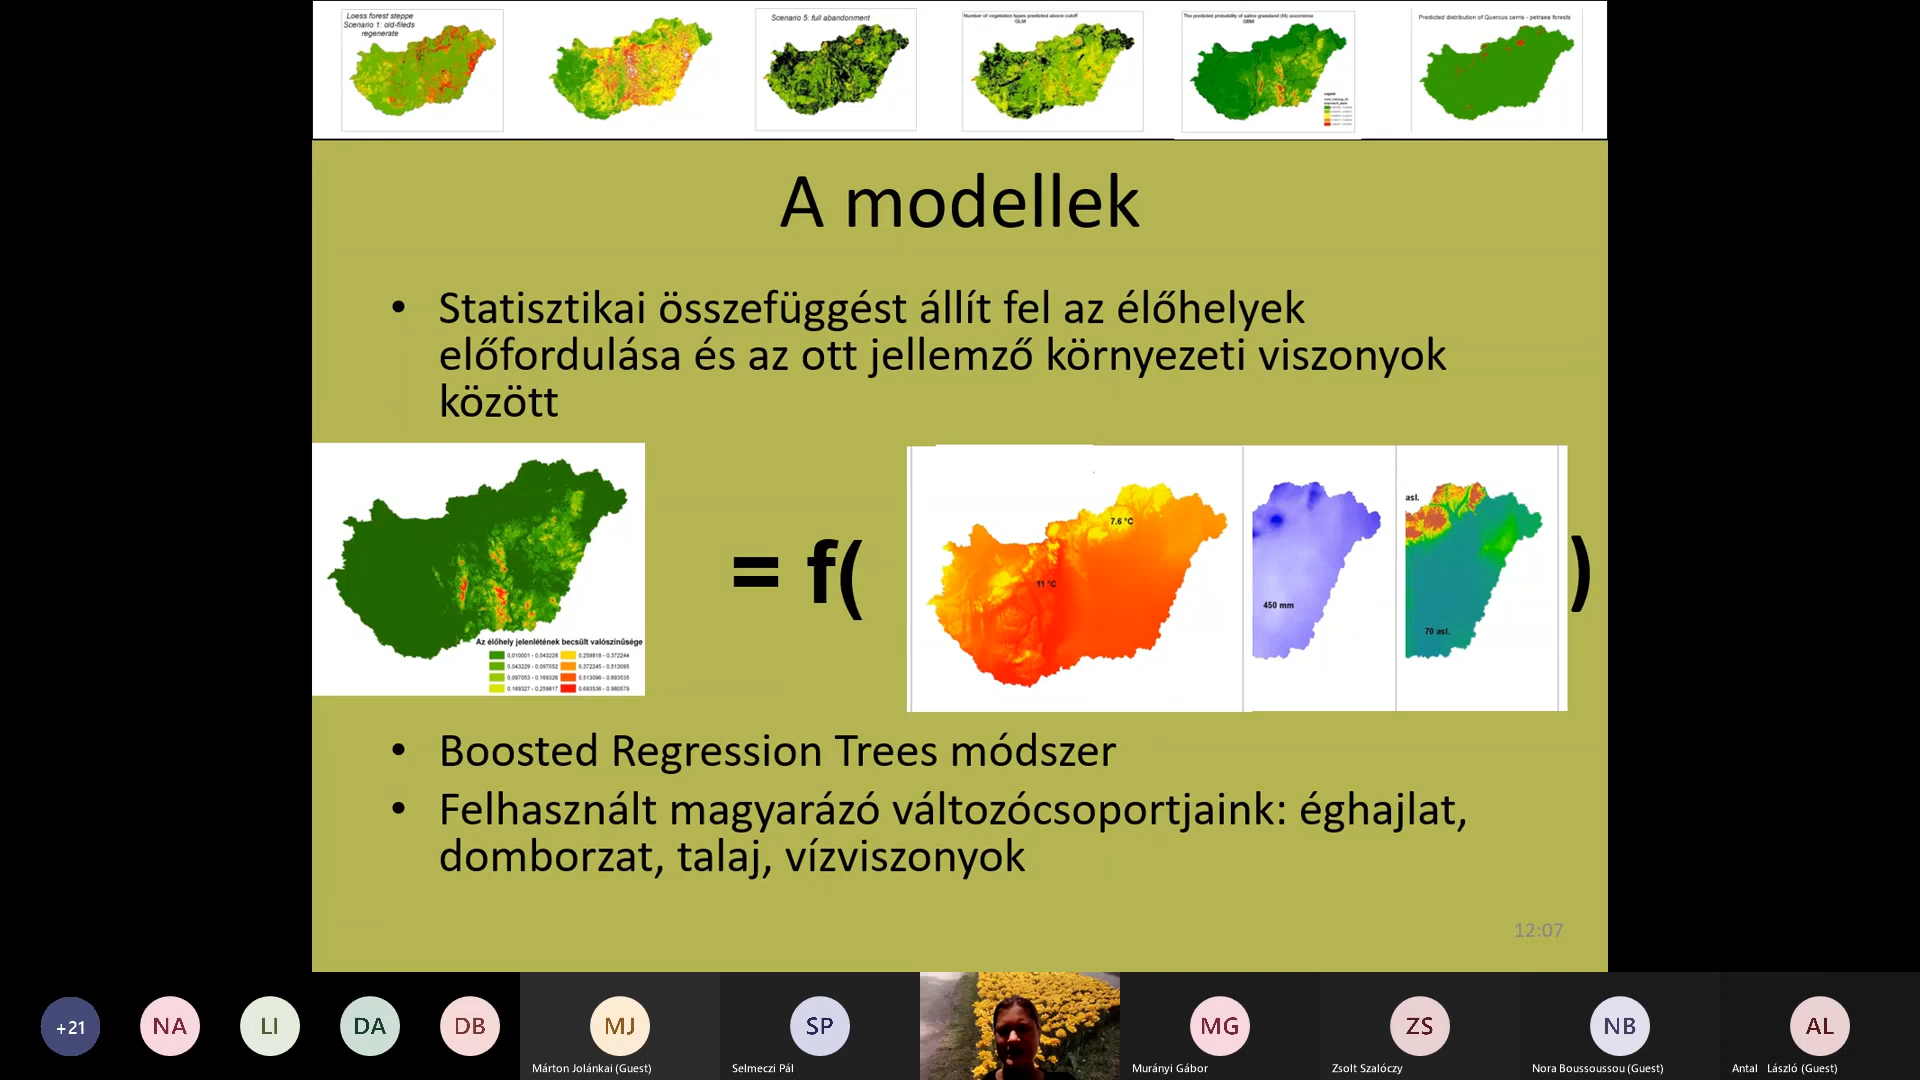 Loess forest steppe
Scenario 1: old-fileds
regenerate
Scenario 5: full abandonment
Number of vegetation types predicted above cutoff
GLM
The predicted probability of saline grassland (f4) occurrence
GBM
Predicted distribution of Quercus cerris - petraea forests
A modellek
• Statisztikai összefüggést állít fel az élőhelyek
előfordulása és az ott jellemző környezeti viszonyok
között
Az élőhely jelenlétének becsült valószínűsége
0,010001 - 0,043228 0,259818 - 0,372244
0,043229 - 0,097052 0,372245 - 0,513095
0,097053 - 0,169326 0,513096 - 0,693535
0,169327 - 0,259817 0,693536 - 0,980579
= f(
7.6 °C
11 °C
450 mm
asl.
70 asl.
)
• Boosted Regression Trees módszer
• Felhasznált magyarázó változócsoportjaink: éghajlat,
domborzat, talaj, vízviszonyok
12:07
+21
NA
LI
DA
DB
MJ
Márton Jolánkai (Guest)
SP
Selmeczi Pál
MG
Murányi Gábor
ZS
Zsolt Szalóczy
NB
Nora Boussoussou (Guest)
AL
Antal László (Guest)